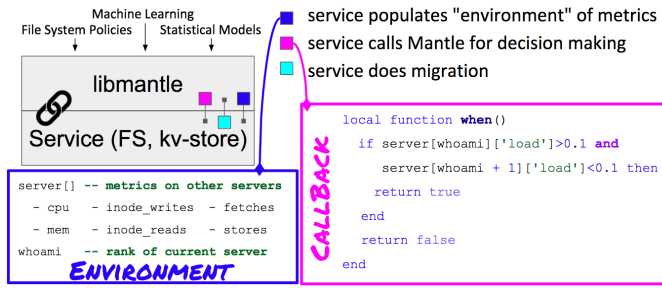 Machine Learning
File System Policies
Statistical Models
libmantle
Service (FS, kv-store)
service populates "environment" of metrics
service calls Mantle for decision making
service does migration
server[] -- metrics on other servers
- cpu - inode_writes - fetches
- mem - inode_reads - stores
whoami -- rank of current server
ENVIRONMENT
CALLBACK
local function when()
if server[whoami]['load']>0.1 and
server[whoami + 1]['load']<0.1 then
return true
end
return false
end